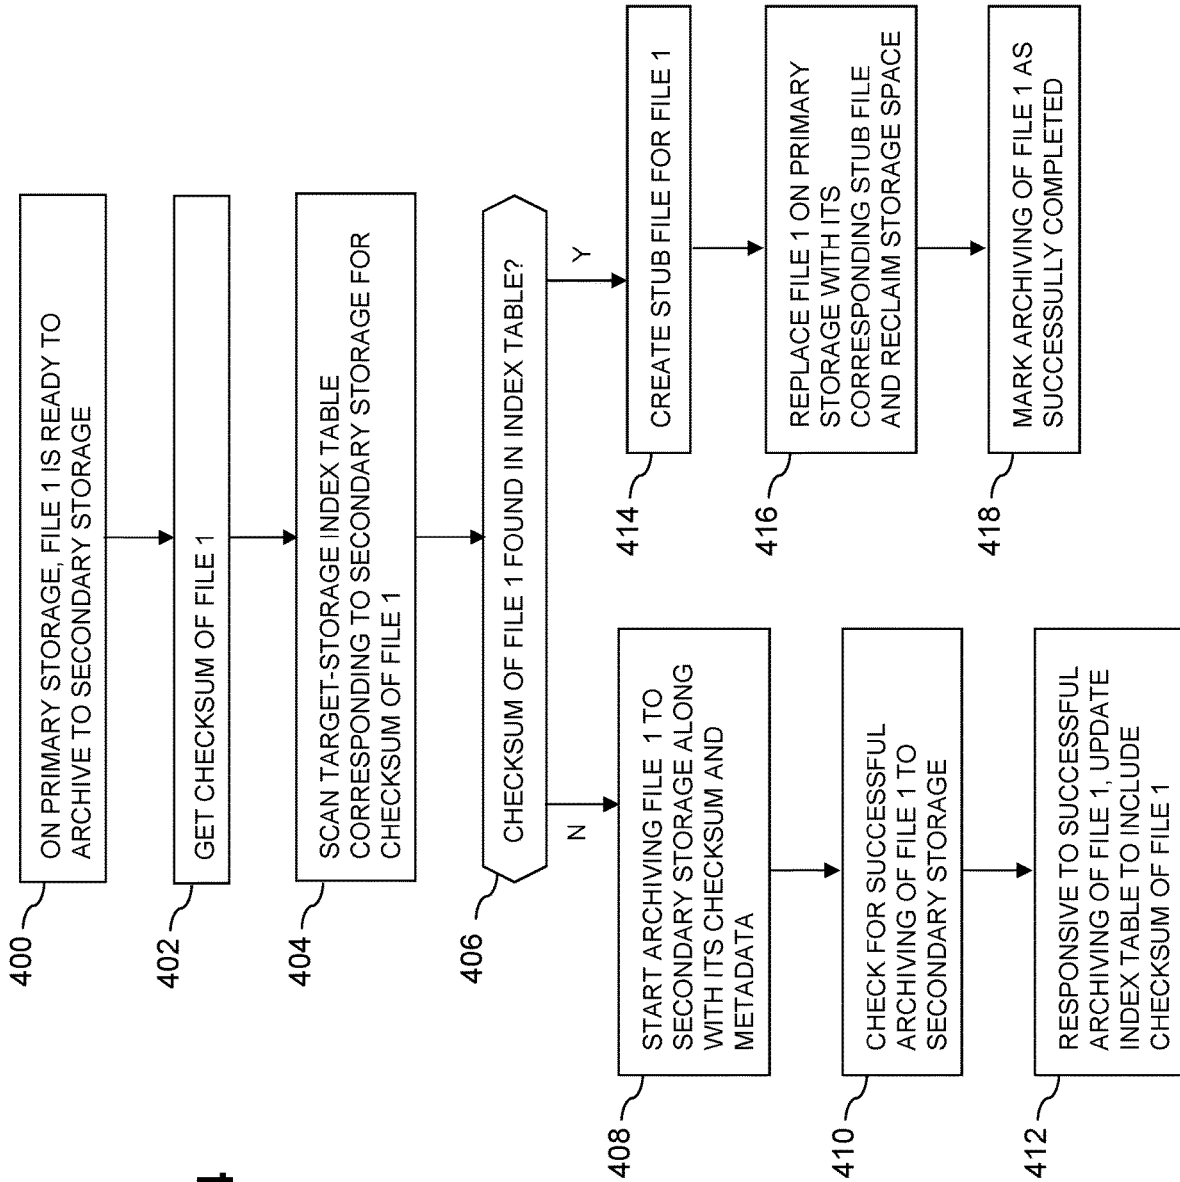 400
ON PRIMARY STORAGE, FILE 1 IS READY TO
ARCHIVE TO SECONDARY STORAGE
402
GET CHECKSUM OF FILE 1
404
SCAN TARGET-STORAGE INDEX TABLE
CORRESPONDING TO SECONDARY STORAGE FOR
CHECKSUM OF FILE 1
406
CHECKSUM OF FILE 1 FOUND IN INDEX TABLE?
N
Y
408
START ARCHIVING FILE 1 TO
SECONDARY STORAGE ALONG
WITH ITS CHECKSUM AND
METADATA
410
CHECK FOR SUCCESSFUL
ARCHIVING OF FILE 1 TO
SECONDARY STORAGE
412
RESPONSIVE TO SUCCESSFUL
ARCHIVING OF FILE 1, UPDATE
INDEX TABLE TO INCLUDE
CHECKSUM OF FILE 1
414
CREATE STUB FILE FOR FILE 1
416
REPLACE FILE 1 ON PRIMARY
STORAGE WITH ITS
CORRESPONDING STUB FILE
AND RECLAIM STORAGE SPACE
418
MARK ARCHIVING OF FILE 1 AS
SUCCESSFULLY COMPLETED